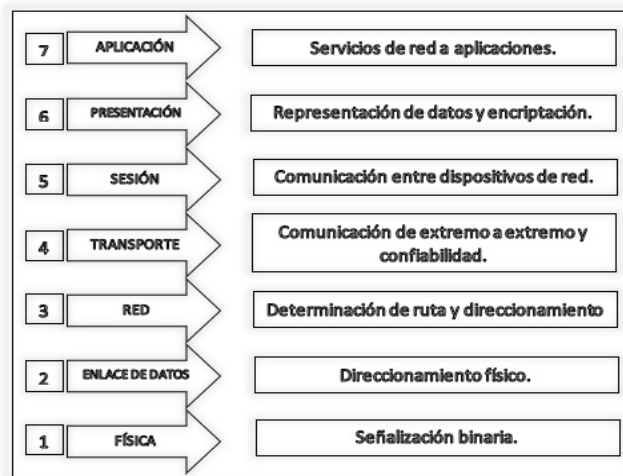 7 APLICACIÓN Servicios de red a aplicaciones.
6 PRESENTACIÓN Representación de datos y encriptación.
5 SESIÓN Comunicación entre dispositivos de red.
4 TRANSPORTE Comunicación de extremo a extremo y
confiabilidad.
3 RED Determinación de ruta y direccionamiento
2 ENLACE DE DATOS Direccionamiento físico.
1 FÍSICA Señalización binaria.